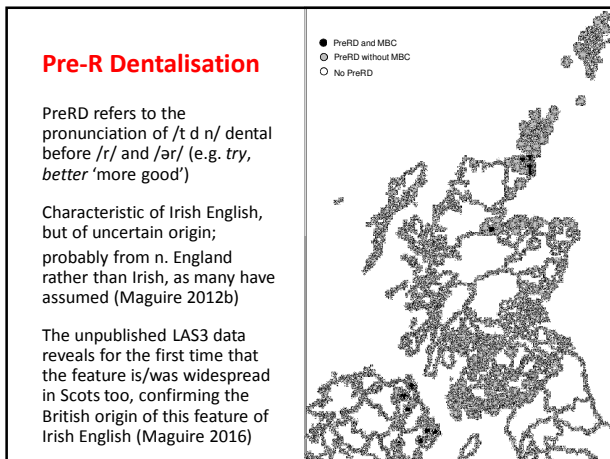 Pre-R Dentalisation
PreRD refers to the
pronunciation of /t d n/ dental
before /r/ and /ər/ (e.g. try,
better ‘more good’)
Characteristic of Irish English,
but of uncertain origin;
probably from n. England
rather than Irish, as many have
assumed (Maguire 2012b)
The unpublished LAS3 data
reveals for the first time that
the feature is/was widespread
in Scots too, confirming the
British origin of this feature of
Irish English (Maguire 2016)
PreRD and MBC
PreRD without MBC
No PreRD